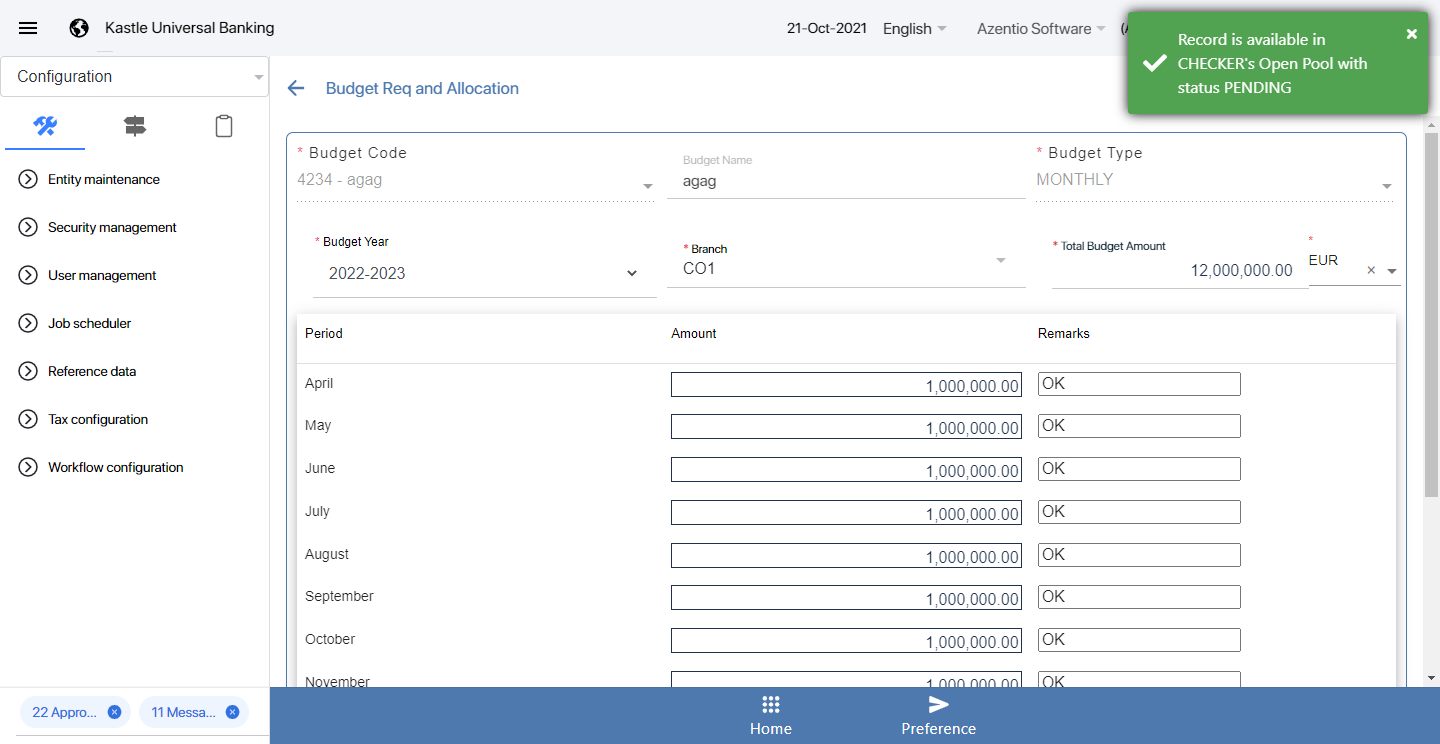 Kastle Universal Banking
21-Oct-2021
English
Azentio Software
Record is available in
CHECKER's Open Pool with
status PENDING
Configuration
Budget Req and Allocation
Entity maintenance
Security management
User management
Job scheduler
Reference data
Tax configuration
Workflow configuration
* Budget Code
4234 - agag
Budget Name
agag
* Budget Type
MONTHLY
* Budget Year
2022-2023
* Branch
CO1
* Total Budget Amount
12,000,000.00
*
EUR
Period Amount Remarks
April 1,000,000.00 OK
May 1,000,000.00 OK
June 1,000,000.00 OK
July 1,000,000.00 OK
August 1,000,000.00 OK
September 1,000,000.00 OK
October 1,000,000.00 OK
November 1,000,000.00 OK
22 Appro...
11 Messa...
Home
Preference